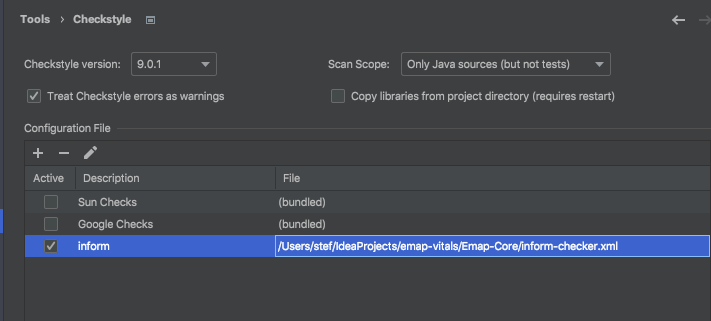 Tools › Checkstyle
Checkstyle version: 9.0.1 Scan Scope: Only Java sources (but not tests)
Treat Checkstyle errors as warnings Copy libraries from project directory (requires restart)
Configuration File
Active Description File
Sun Checks (bundled)
Google Checks (bundled)
inform /Users/stef/IdeaProjects/emap-vitals/Emap-Core/inform-checker.xml